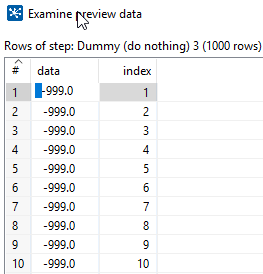 Examine preview data
Rows of step: Dummy (do nothing) 3 (1000 rows)
# data index
1 -999.0 1
2 -999.0 2
3 -999.0 3
4 -999.0 4
5 -999.0 5
6 -999.0 6
7 -999.0 7
8 -999.0 8
9 -999.0 9
10 -999.0 10